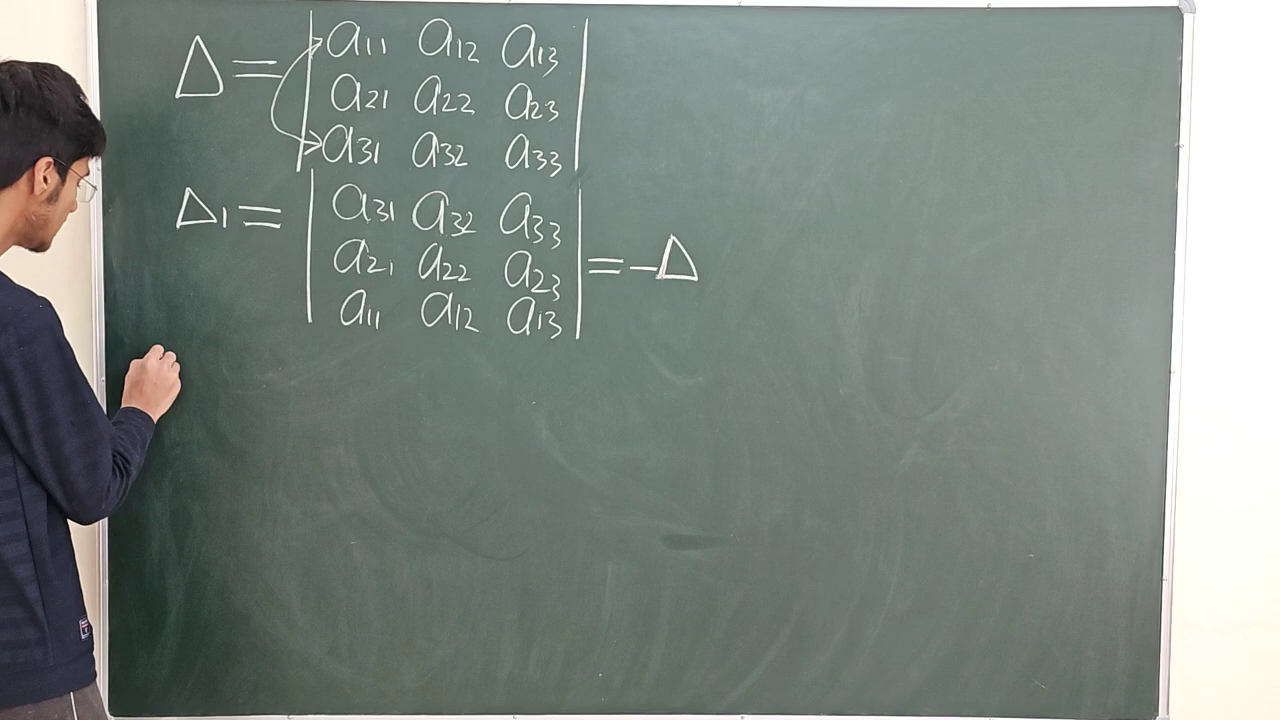 Δ = | a11 a12 a13 |
| a21 a22 a23 |
| a31 a32 a33 |
Δ1 = | a31 a32 a33 |
| a21 a22 a23 | = -Δ
| a11 a12 a13 |